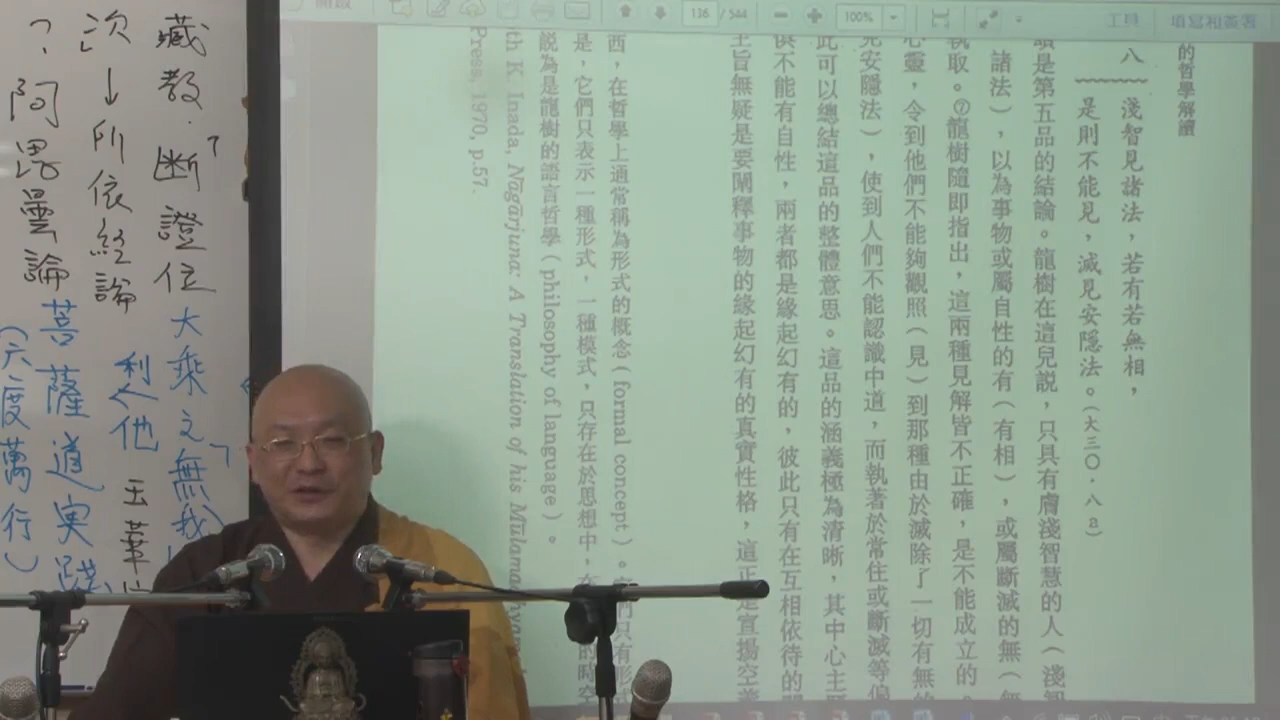 136 / 544
100%
工具
填寫和簽署
的哲學解讀
八
淺智見諸法，若有若無相，
是則不能見，滅見安隱法。（大三〇·八a）
頌是第五品的結論。龍樹在這兒說，只具有膚淺智慧的人（淺智
諸法），以為事物或屬自性的有（有相），或屬斷滅的無（無
執取。⑦龍樹隨即指出，這兩種見解皆不正確，是不能成立的。
心靈，令到他們不能夠觀照（見）到那種由於滅除了一切有無的
安隱法），使到人們不能認識中道，而執著於常住或斷滅等偏
此可以總結這品的整體意思。這品的涵義極為清晰，其中心主
俱不能有自性，兩者都是緣起幻有的，彼此只有在互相依待的關
主旨無疑是要闡釋事物的緣起幻有的真實性格，這正是宣揚空義
西，在哲學上通常稱為形式的概念（formal concept）。
是，它們只表示一種形式，一種模式，只存在於思想中，
的時空
說為是龍樹的語言哲學（philosophy of language）。
th K. Inada, Nāgārjuna: A Translation of his Mūlamadhyamak
Press, 1970, p.57.
藏教·斷證位
大乘之「無我」
次→所依經論
利他
玉華
？阿毘曇論
菩薩道實踐
（六度萬行）